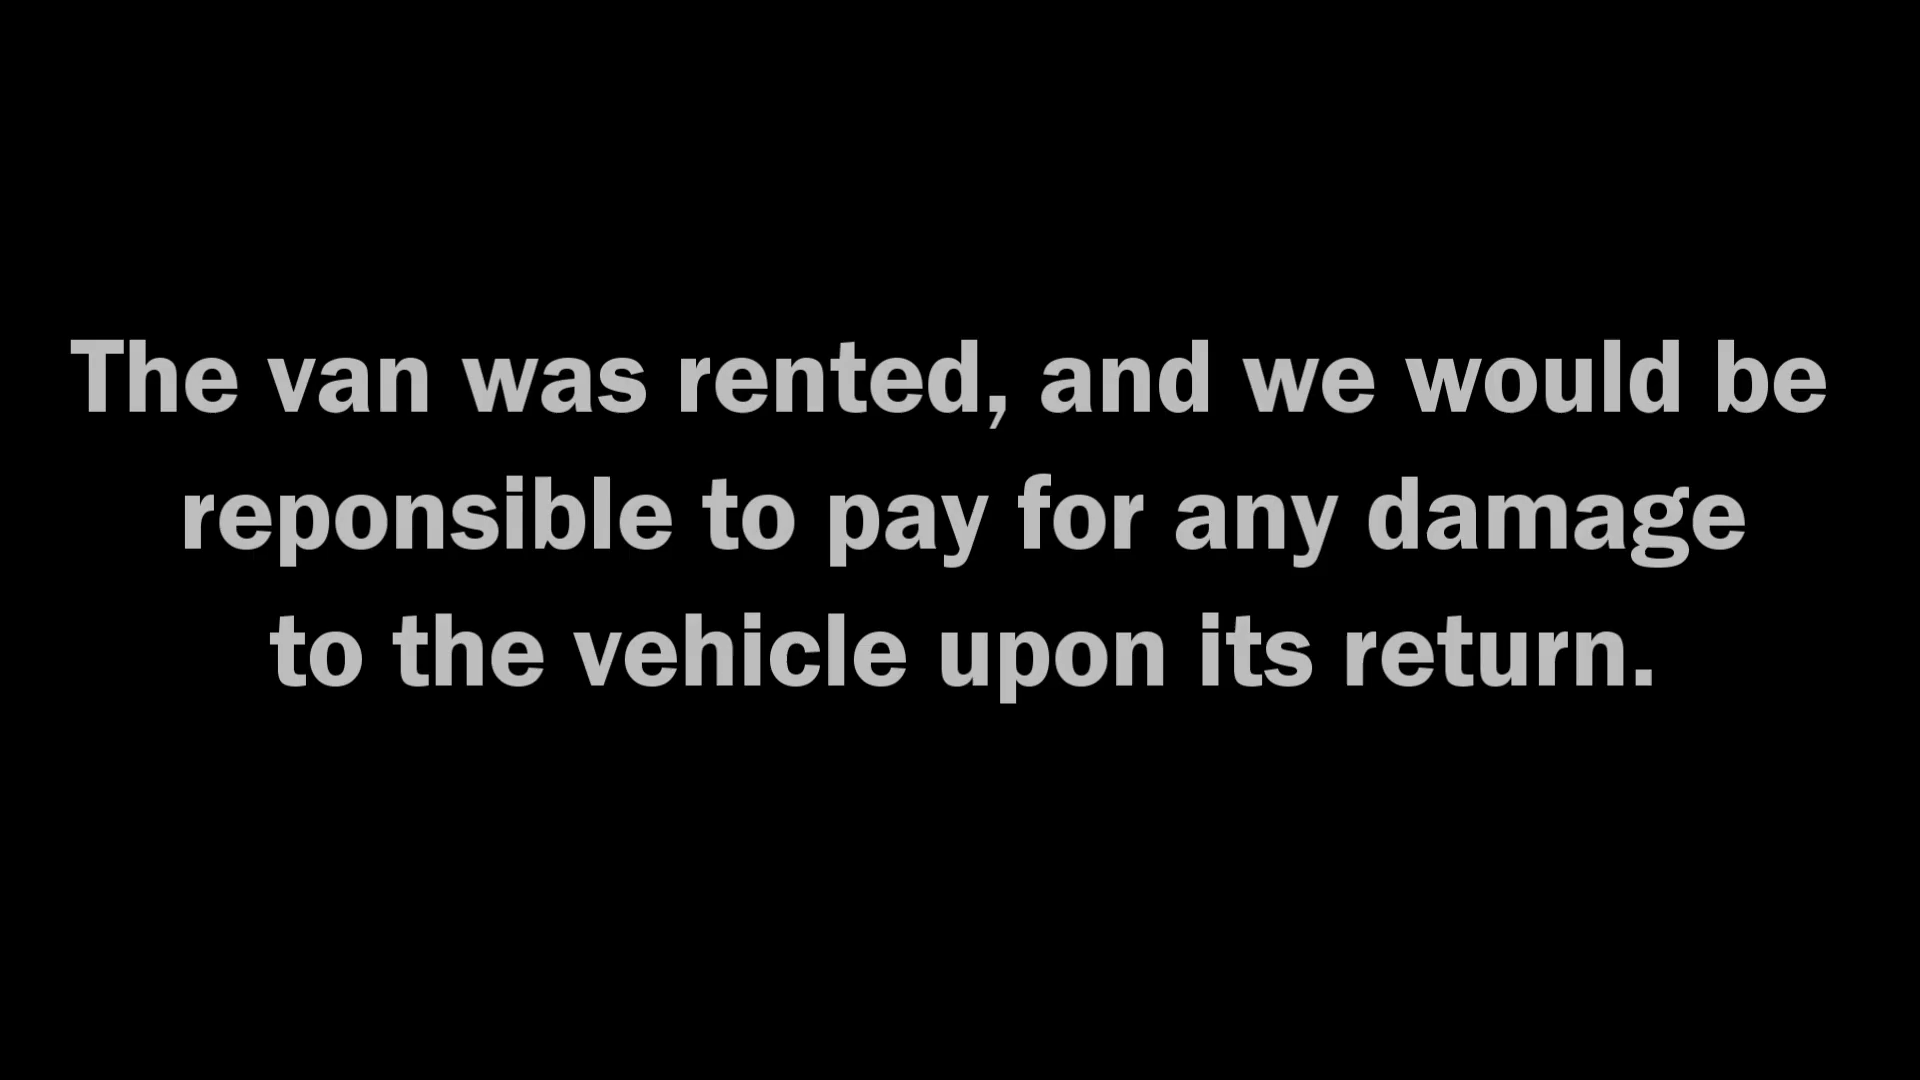 The van was rented, and we would be
reponsible to pay for any damage
to the vehicle upon its return.